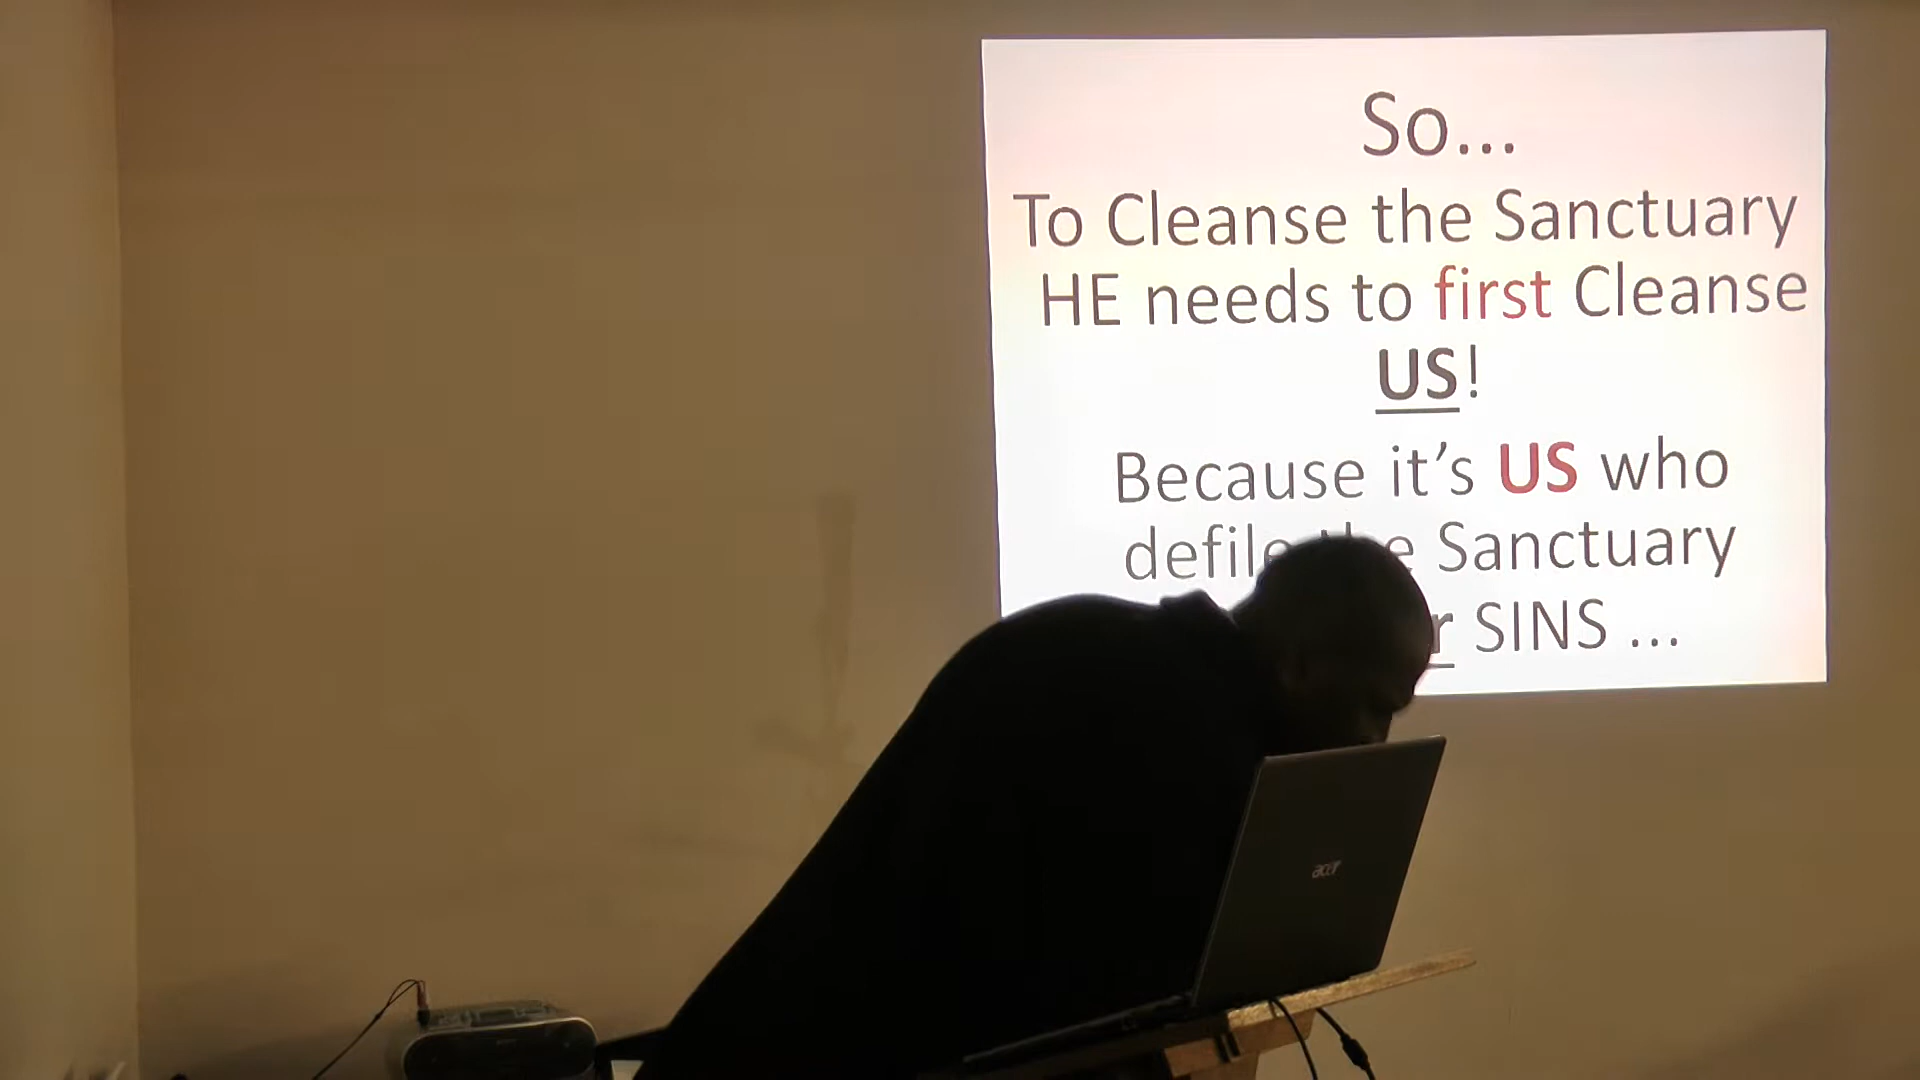 So...
To Cleanse the Sanctuary
HE needs to first Cleanse
US!
Because it's US who
defile the Sanctuary
SINS ...
acer